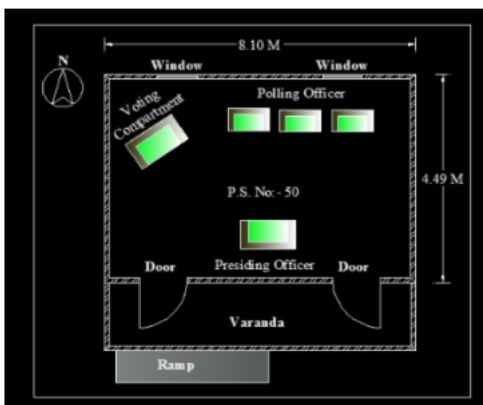 8.10 M
N
Window
Window
Voting
Compartment
Polling Officer
4.49 M
P.S. No:- 50
Door
Presiding Officer
Door
Varanda
Ramp